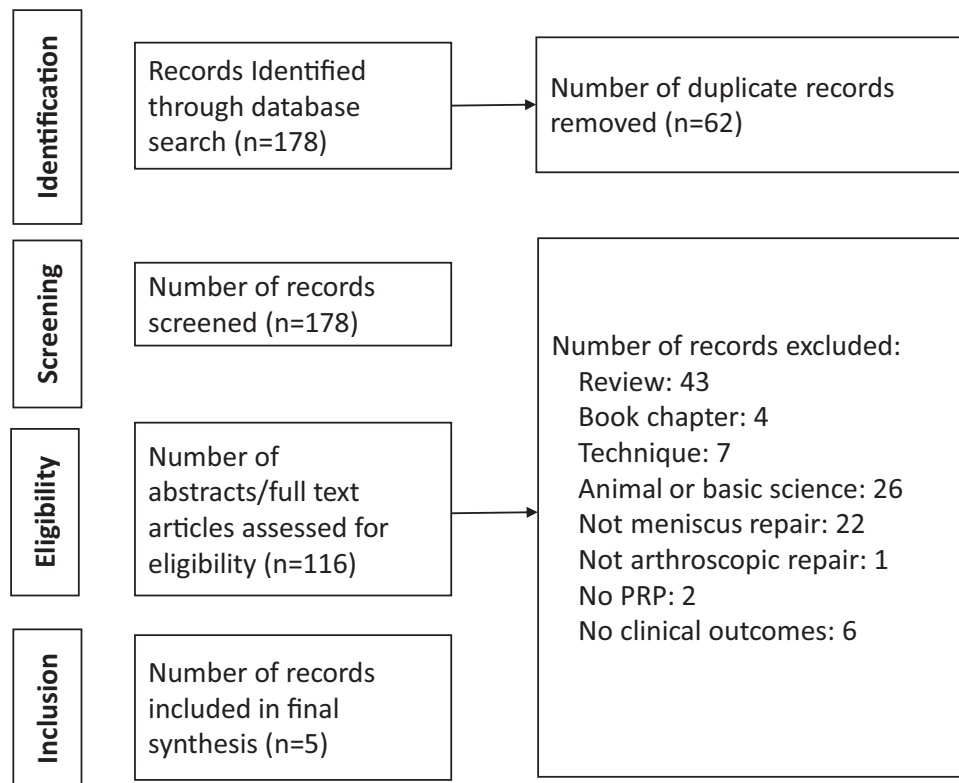 Identification
Records Identified
through database
search (n=178)
Number of duplicate records
removed (n=62)
Screening
Number of records
screened (n=178)
Eligibility
Number of
abstracts/full text
articles assessed for
eligibility (n=116)
Number of records excluded:
Review: 43
Book chapter: 4
Technique: 7
Animal or basic science: 26
Not meniscus repair: 22
Not arthroscopic repair: 1
No PRP: 2
No clinical outcomes: 6
Inclusion
Number of records
included in final
synthesis (n=5)